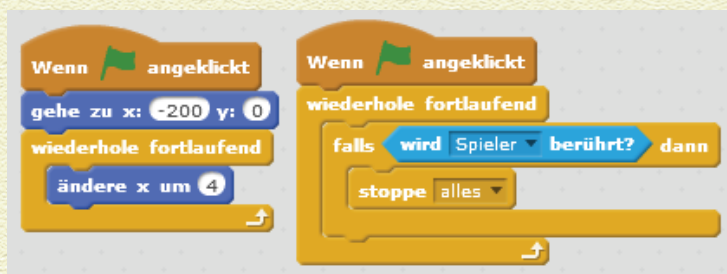 Wenn angeklickt
gehe zu x: -200 y: 0
wiederhole fortlaufend
ändere x um 4
Wenn angeklickt
wiederhole fortlaufend
falls wird Spieler berührt? dann
stoppe alles